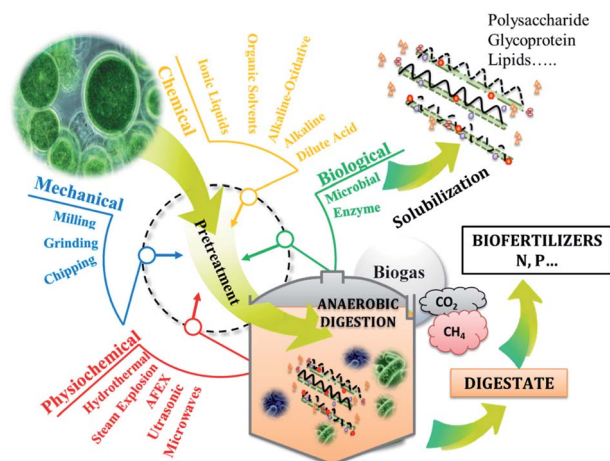 Polysaccharide
Glycoprotein
Lipids.....
Chemical
Ionic Liquids
Organic Solvents
Alkaline-Oxidative
Alkaline
Dilute Acid
Biological
Microbial
Enzyme
Solubilization
Mechanical
Milling
Grinding
Chipping
Pretreatment
Physiochemical
Hydrothermal
Steam Explosion
AFEX
Utrasonic
Microwaves
Biogas
ANAEROBIC
DIGESTION
CO2
CH4
BIOFERTILIZERS
N, P...
DIGESTATE